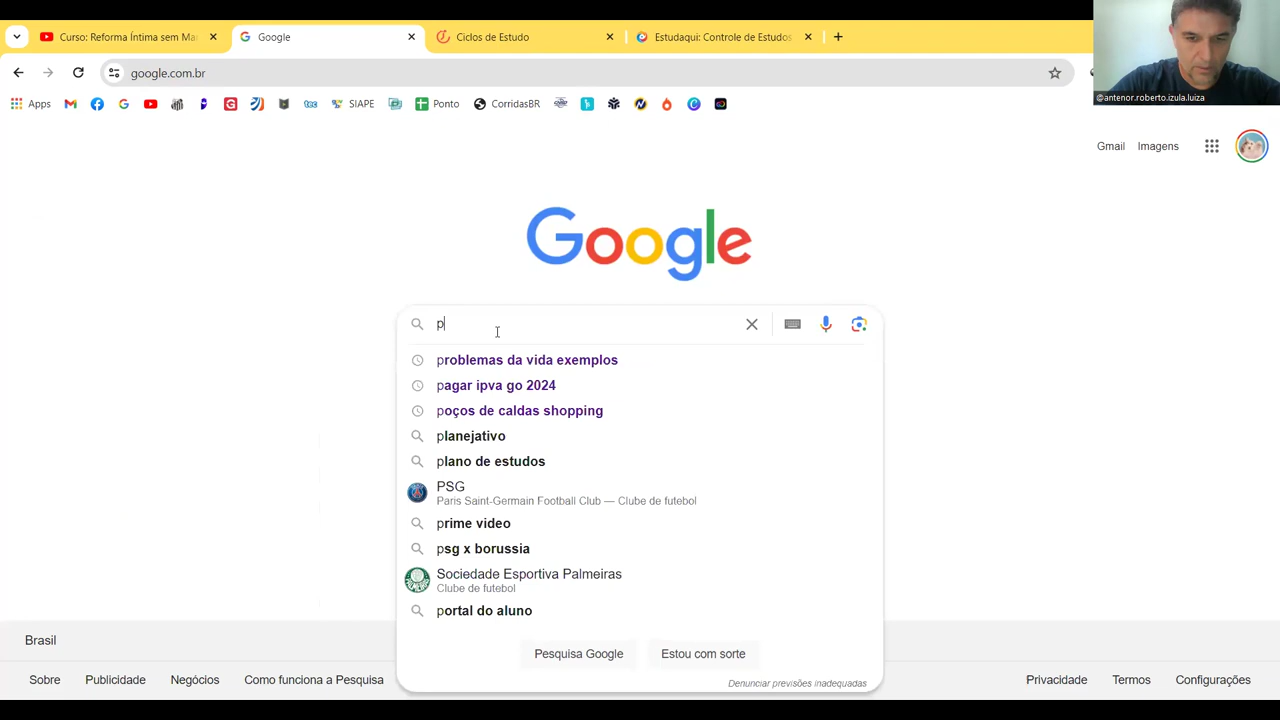 Curso: Reforma Íntima sem Ma
Google
Ciclos de Estudo
Estudaqui: Controle de Estudos
google.com.br
Apps
SIAPE
Ponto
CorridasBR
@antenor.roberto.izula.luiza
Gmail
Imagens
Google
p
problemas da vida exemplos
pagar ipva go 2024
poços de caldas shopping
planejativo
plano de estudos
PSG
Paris Saint-Germain Football Club — Clube de futebol
prime video
psg x borussia
Sociedade Esportiva Palmeiras
Clube de futebol
portal do aluno
Pesquisa Google
Estou com sorte
Denunciar previsões inadequadas
Brasil
Sobre
Publicidade
Negócios
Como funciona a Pesquisa
Privacidade
Termos
Configurações